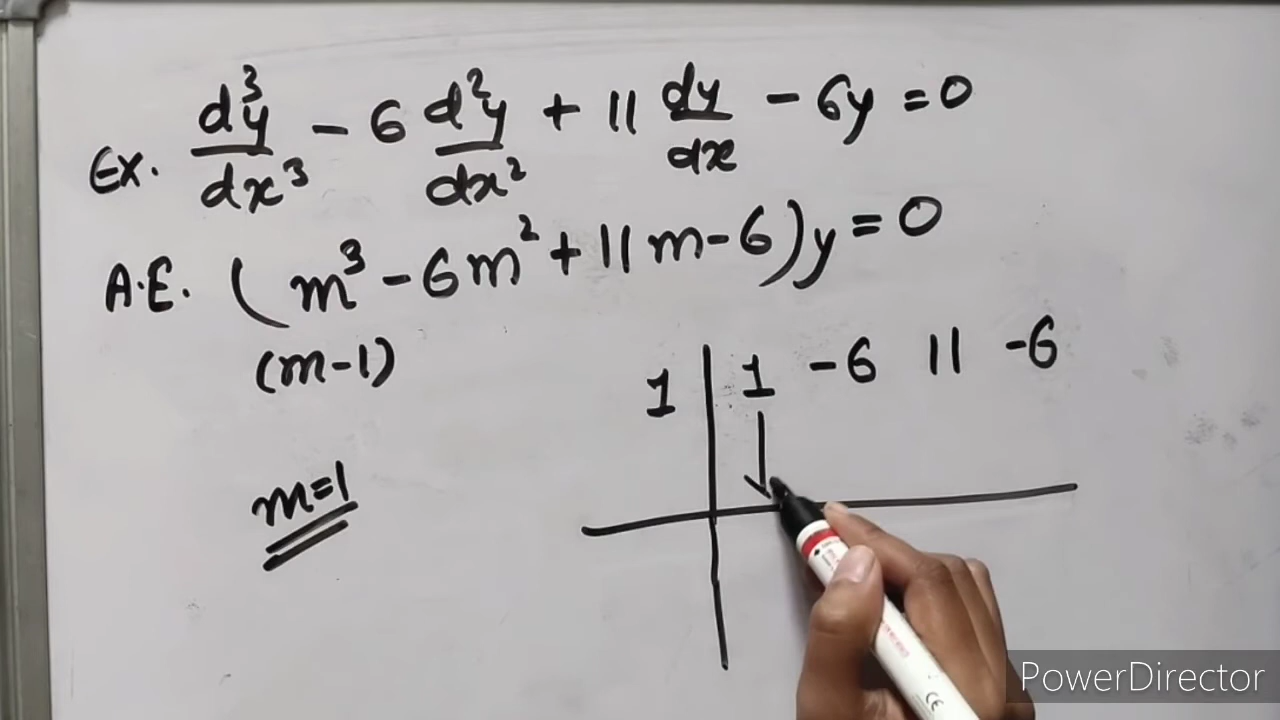 Ex. d³y/dx³ - 6 d²y/dx² + 11 dy/dx - 6y = 0
A.E. (m³ - 6m² + 11m - 6)y = 0
(m-1)
1 | 1 -6 11 -6
m=1
PowerDirector